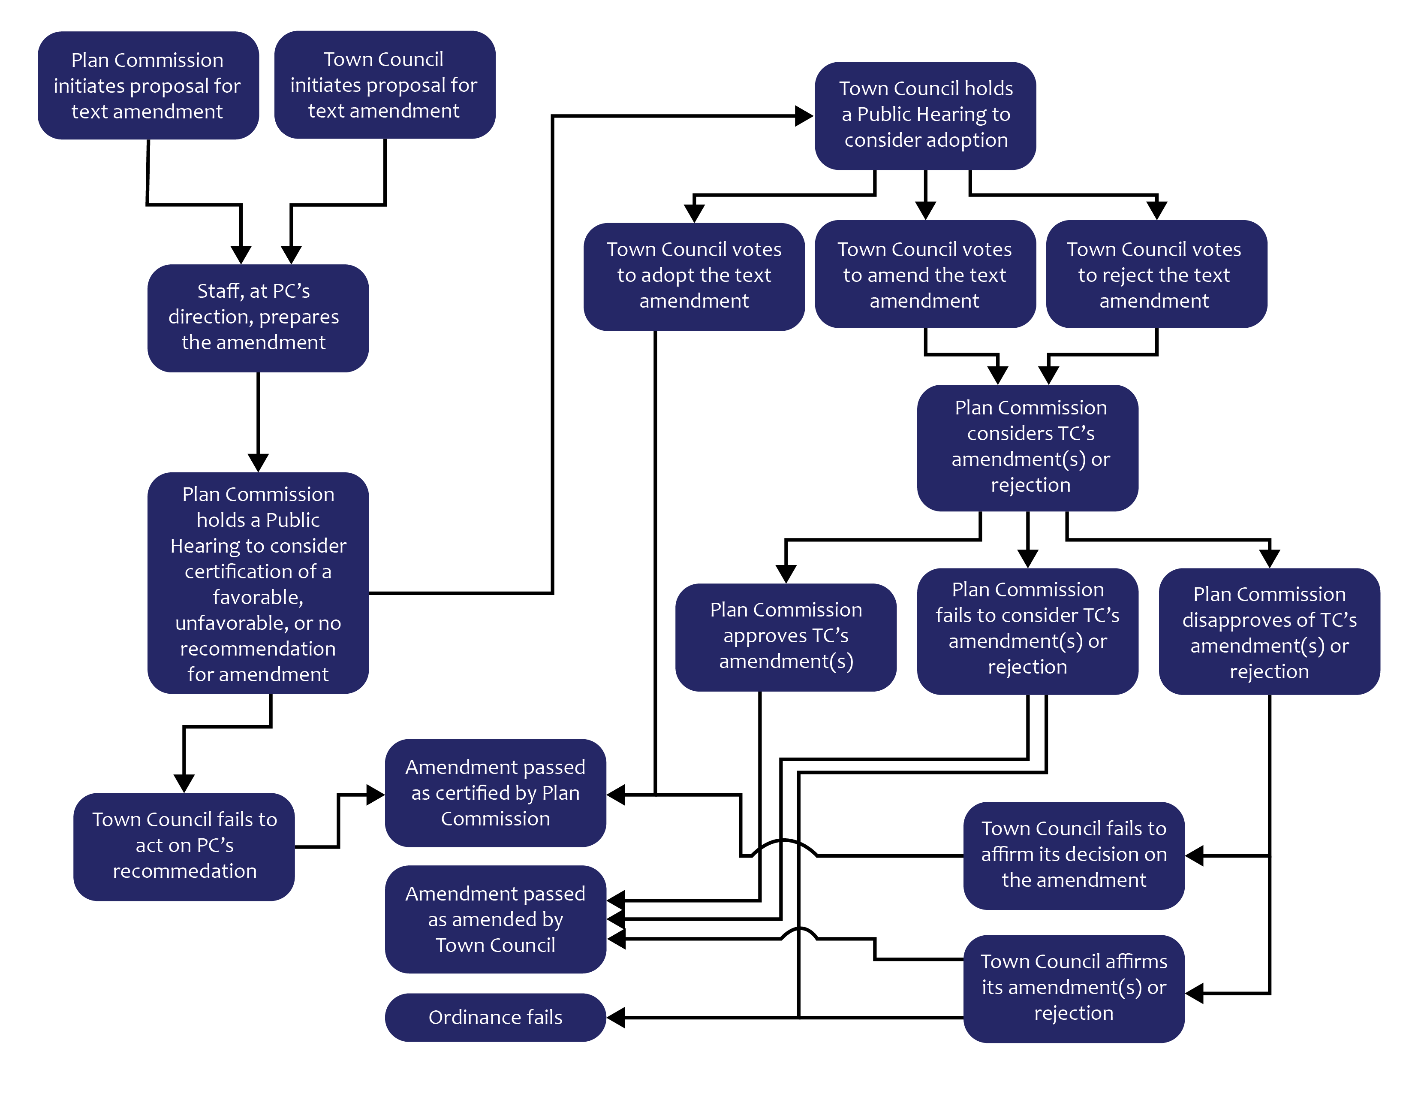 Plan Commission
initiates proposal for
text amendment
Town Council
initiates proposal for
text amendment
Staff, at PC's
direction, prepares
the amendment
Plan Commission
holds a Public
Hearing to consider
certification of a
favorable,
unfavorable, or no
recommendation
for amendment
Town Council fails to
act on PC's
recommedation
Town Council holds
a Public Hearing to
consider adoption
Town Council votes
to adopt the text
amendment
Town Council votes
to amend the text
amendment
Town Council votes
to reject the text
amendment
Plan Commission
considers TC's
amendment(s) or
rejection
Plan Commission
approves TC's
amendment(s)
Plan Commission
fails to consider TC's
amendment(s) or
rejection
Plan Commission
disapproves of TC's
amendment(s) or
rejection
Amendment passed
as certified by Plan
Commission
Amendment passed
as amended by
Town Council
Ordinance fails
Town Council fails to
affirm its decision on
the amendment
Town Council affirms
its amendment(s) or
rejection